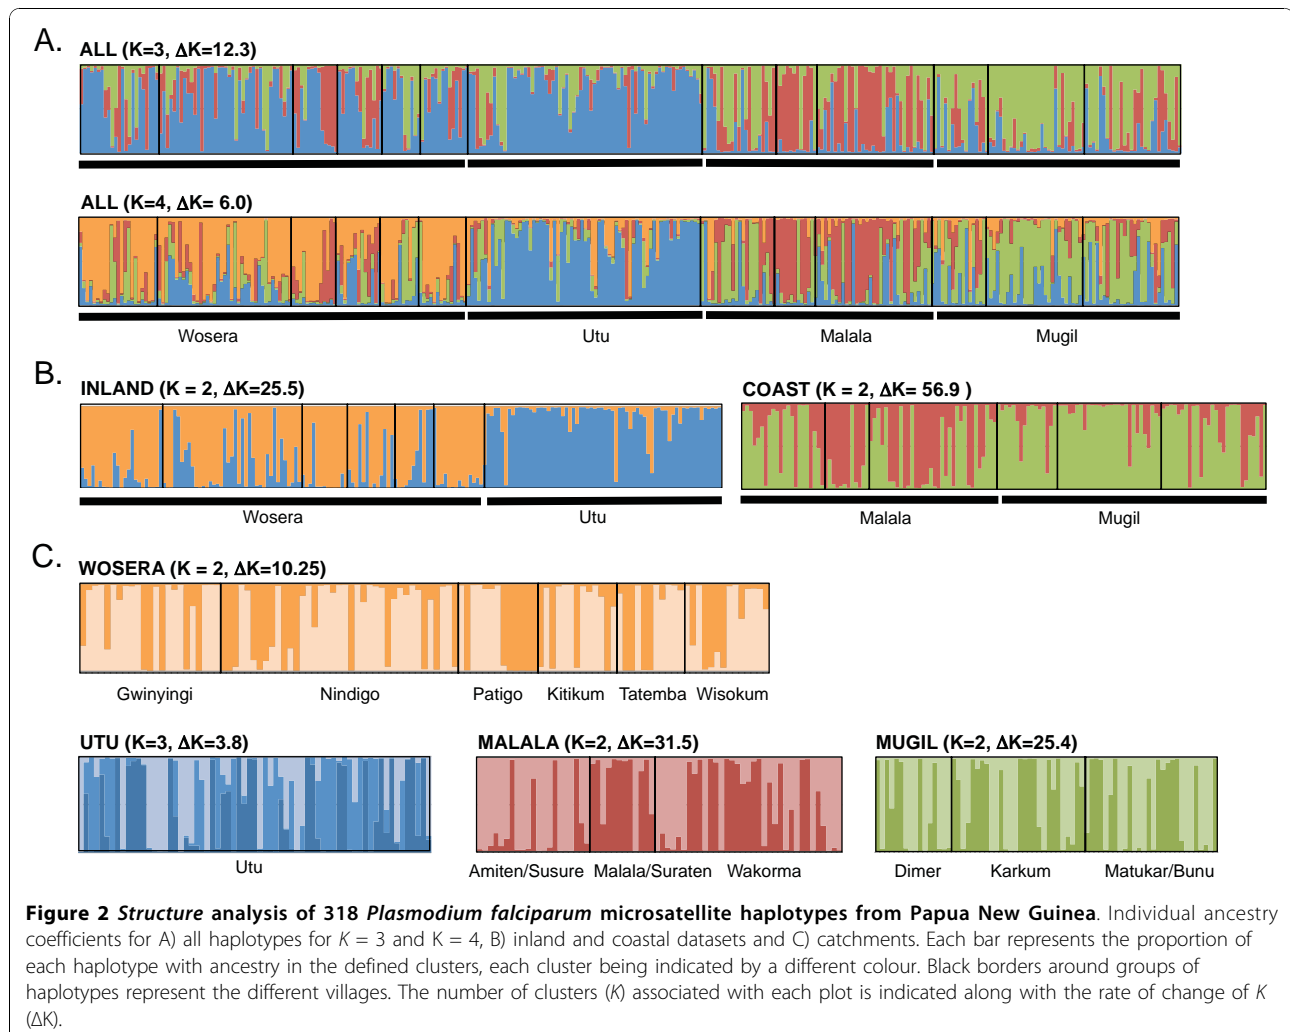 A.
ALL (K=3, ΔK=12.3)
ALL (K=4, ΔK= 6.0)
Wosera Utu Malala Mugil
B.
INLAND (K = 2, ΔK=25.5) COAST (K = 2, ΔK= 56.9 )
Wosera Utu Malala Mugil
C.
WOSERA (K = 2, ΔK=10.25)
Gwinyingi Nindigo Patigo Kitikum Tatemba Wisokum
UTU (K=3, ΔK=3.8) MALALA (K=2, ΔK=31.5) MUGIL (K=2, ΔK=25.4)
Utu Amiten/Susure Malala/Suraten Wakorma Dimer Karkum Matukar/Bunu
Figure 2 Structure analysis of 318 Plasmodium falciparum microsatellite haplotypes from Papua New Guinea. Individual ancestry
coefficients for A) all haplotypes for K = 3 and K = 4, B) inland and coastal datasets and C) catchments. Each bar represents the proportion of
each haplotype with ancestry in the defined clusters, each cluster being indicated by a different colour. Black borders around groups of
haplotypes represent the different villages. The number of clusters (K) associated with each plot is indicated along with the rate of change of K
(ΔK).